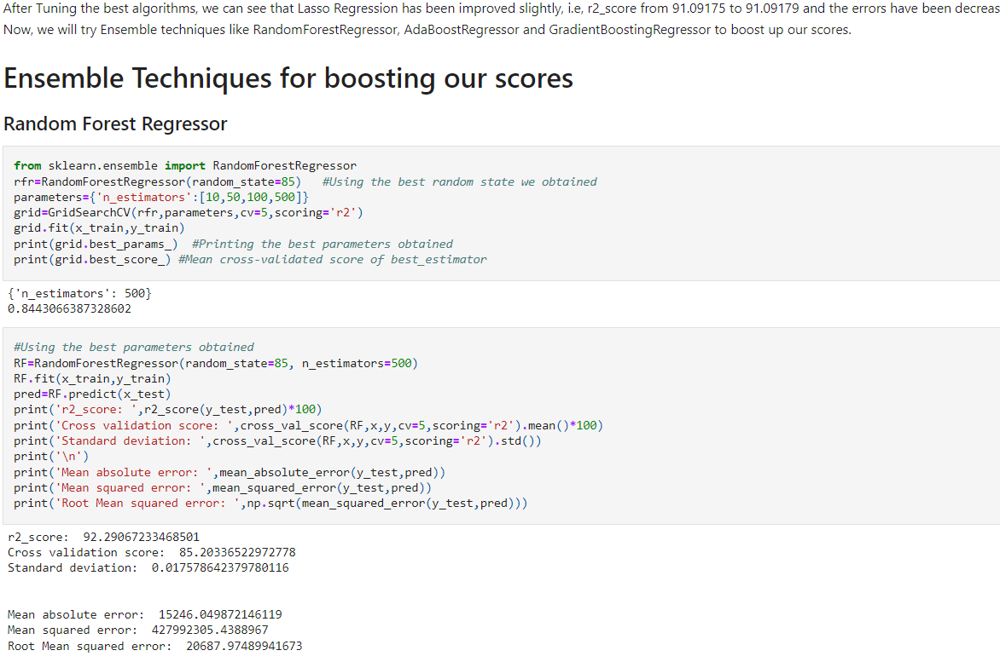 After Tuning the best algorithms, we can see that Lasso Regression has been improved slightly, i.e, r2_score from 91.09175 to 91.09179 and the errors have been decreas
Now, we will try Ensemble techniques like RandomForestRegressor, AdaBoostRegressor and GradientBoostingRegressor to boost up our scores.
Ensemble Techniques for boosting our scores
Random Forest Regressor
from sklearn.ensemble import RandomForestRegressor
rfr=RandomForestRegressor(random_state=85)   #Using the best random state we obtained
parameters={'n_estimators':[10,50,100,500]}
grid=GridSearchCV(rfr,parameters,cv=5,scoring='r2')
grid.fit(x_train,y_train)
print(grid.best_params_)  #Printing the best parameters obtained
print(grid.best_score_) #Mean cross-validated score of best_estimator
{'n_estimators': 500}
0.8443066387328602
#Using the best parameters obtained
RF=RandomForestRegressor(random_state=85, n_estimators=500)
RF.fit(x_train,y_train)
pred=RF.predict(x_test)
print('r2_score: ',r2_score(y_test,pred)*100)
print('Cross validation score: ',cross_val_score(RF,x,y,cv=5,scoring='r2').mean()*100)
print('Standard deviation: ',cross_val_score(RF,x,y,cv=5,scoring='r2').std())
print('\n')
print('Mean absolute error: ',mean_absolute_error(y_test,pred))
print('Mean squared error: ',mean_squared_error(y_test,pred))
print('Root Mean squared error: ',np.sqrt(mean_squared_error(y_test,pred)))
r2_score:  92.29067233468501
Cross validation score:  85.20336522972778
Standard deviation:  0.017578642379780116
Mean absolute error:  15246.049872146119
Mean squared error:  427992305.4388967
Root Mean squared error:  20687.97489941673